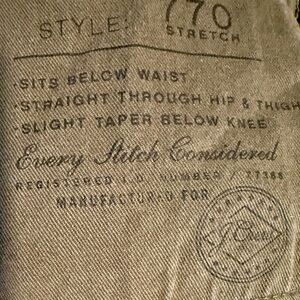 STYLE: 770
STRETCH
·SITS BELOW WAIST
·STRAIGHT THROUGH HIP & THIGH
·SLIGHT TAPER BELOW KNEE
Every Stitch Considered
REGISTERED I.D. NUMBER / 77388
MANUFACTURED FOR